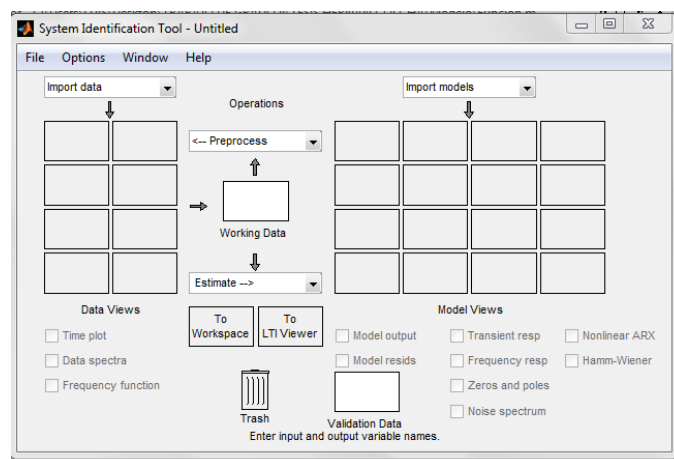 System Identification Tool - Untitled
File Options Window Help
Import data
Operations
Import models
<-- Preprocess
Working Data
Estimate -->
Data Views
To Workspace
To LTI Viewer
Model Views
Time plot
Data spectra
Frequency function
Model output
Model resids
Transient resp
Frequency resp
Zeros and poles
Noise spectrum
Nonlinear ARX
Hamm-Wiener
Trash
Validation Data
Enter input and output variable names.